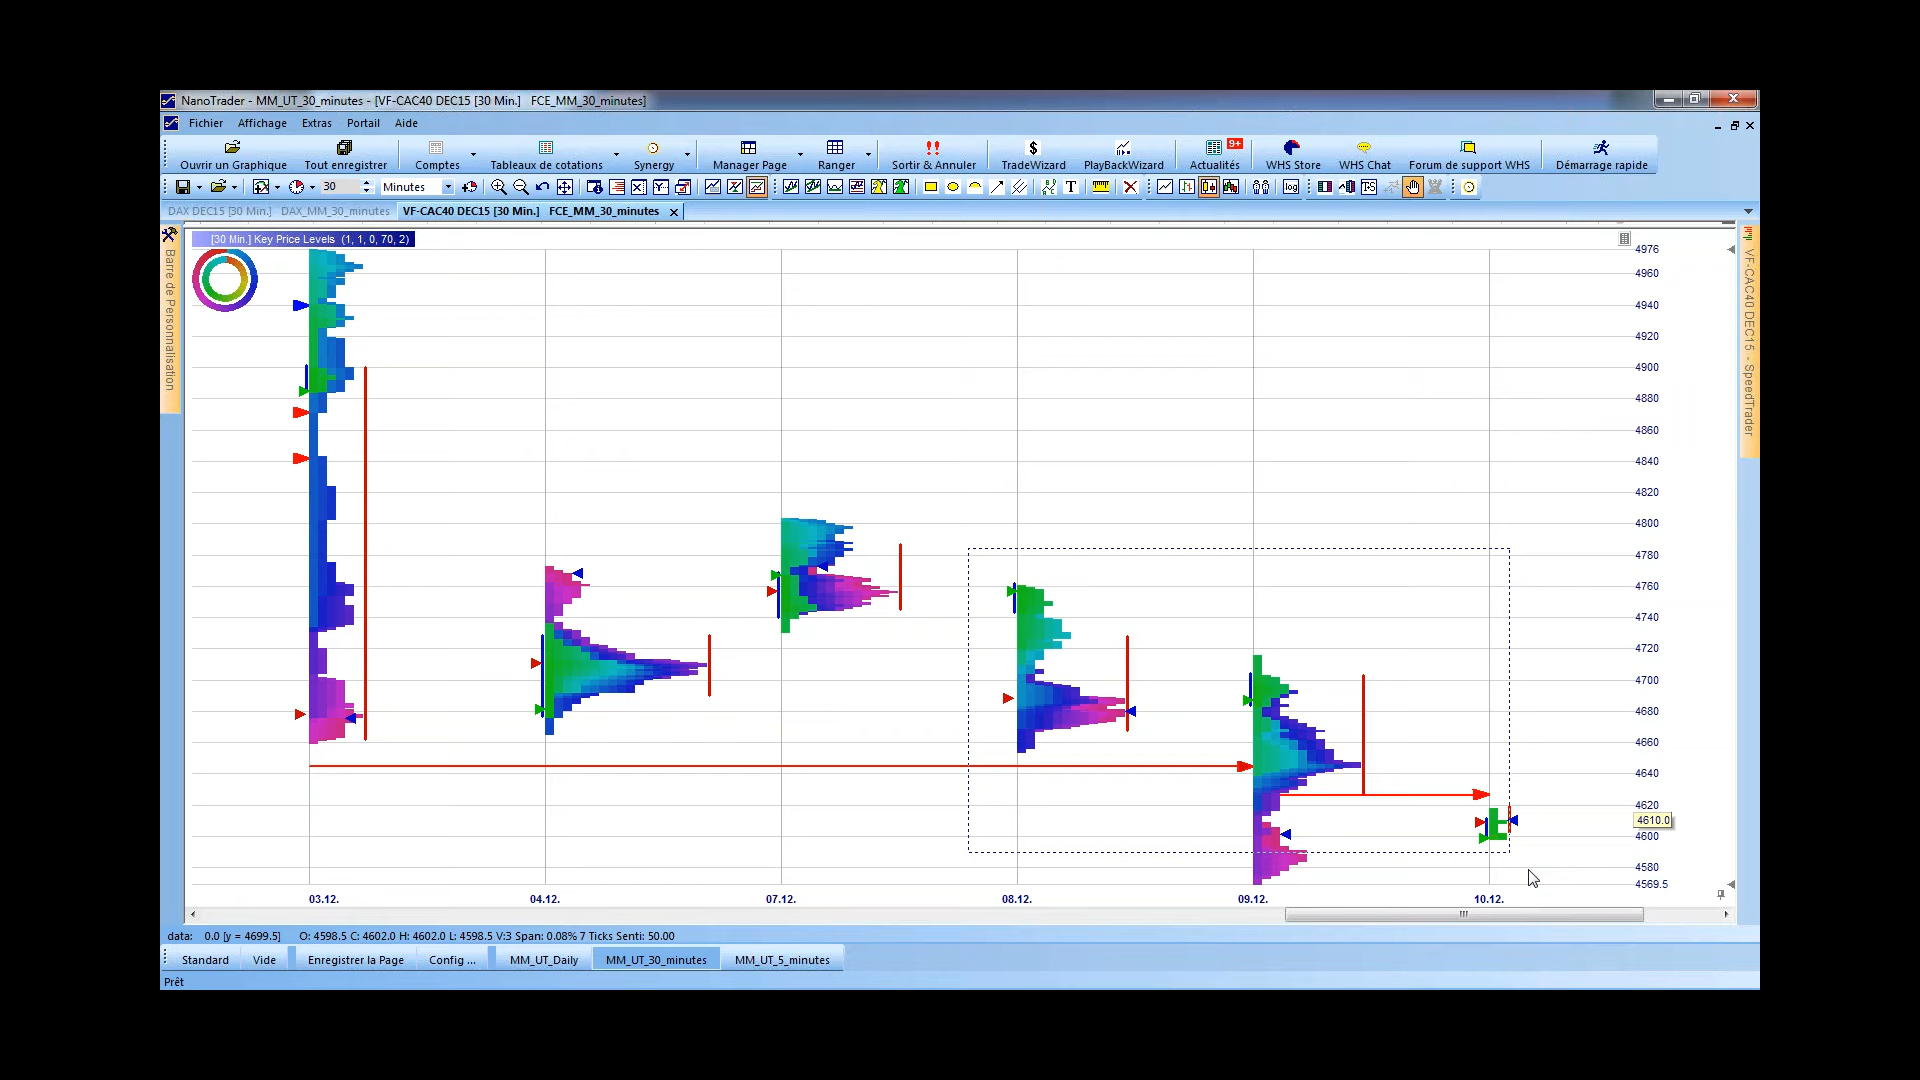 NanoTrader - MM_UT_30_minutes - [VF-CAC40 DEC15 [30 Min.] FCE_MM_30_minutes]
Fichier Affichage Extras Portail Aide
Ouvrir un Graphique Tout enregistrer Comptes Tableaux de cotations Synergy Manager Page Ranger Sortir & Annuler TradeWizard PlayBackWizard Actualités 9+ WHS Store WHS Chat Forum de support WHS Démarrage rapide
30 Minutes
DAX DEC15 [30 Min.] DAX_MM_30_minutes VF-CAC40 DEC15 [30 Min.] FCE_MM_30_minutes
[30 Min.] Key Price Levels (1, 1, 0, 70, 2)
Barre de Personnalisation
VF-CAC40 DEC15 - SpeedTrader
4976
4960
4940
4920
4900
4880
4860
4840
4820
4800
4780
4760
4740
4720
4700
4680
4660
4640
4620
4610.0
4600
4580
4569.5
03.12. 04.12. 07.12. 08.12. 09.12. 10.12.
data: 0.0 [y = 4699.5] O: 4598.5 C: 4602.0 H: 4602.0 L: 4598.5 V:3 Span: 0.08% 7 Ticks Senti: 50.00
Standard Vide Enregistrer la Page Config ... MM_UT_Daily MM_UT_30_minutes MM_UT_5_minutes
Prêt